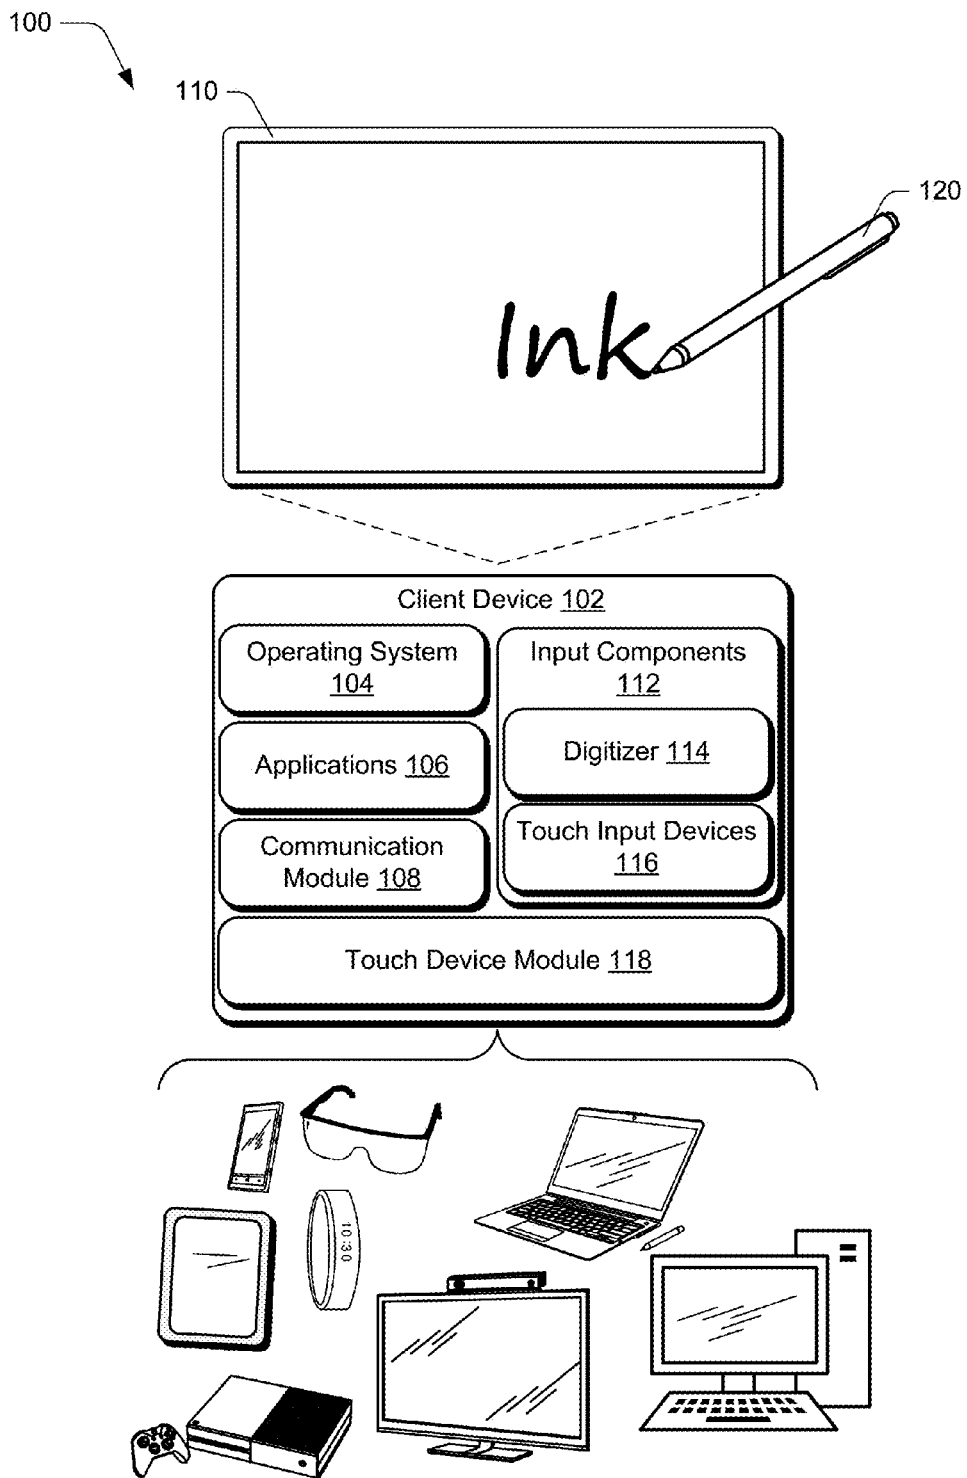 100
110
120
Ink
Client Device 102
Operating System
104
Input Components
112
Applications 106
Digitizer 114
Communication
Module 108
Touch Input Devices
116
Touch Device Module 118
10:30